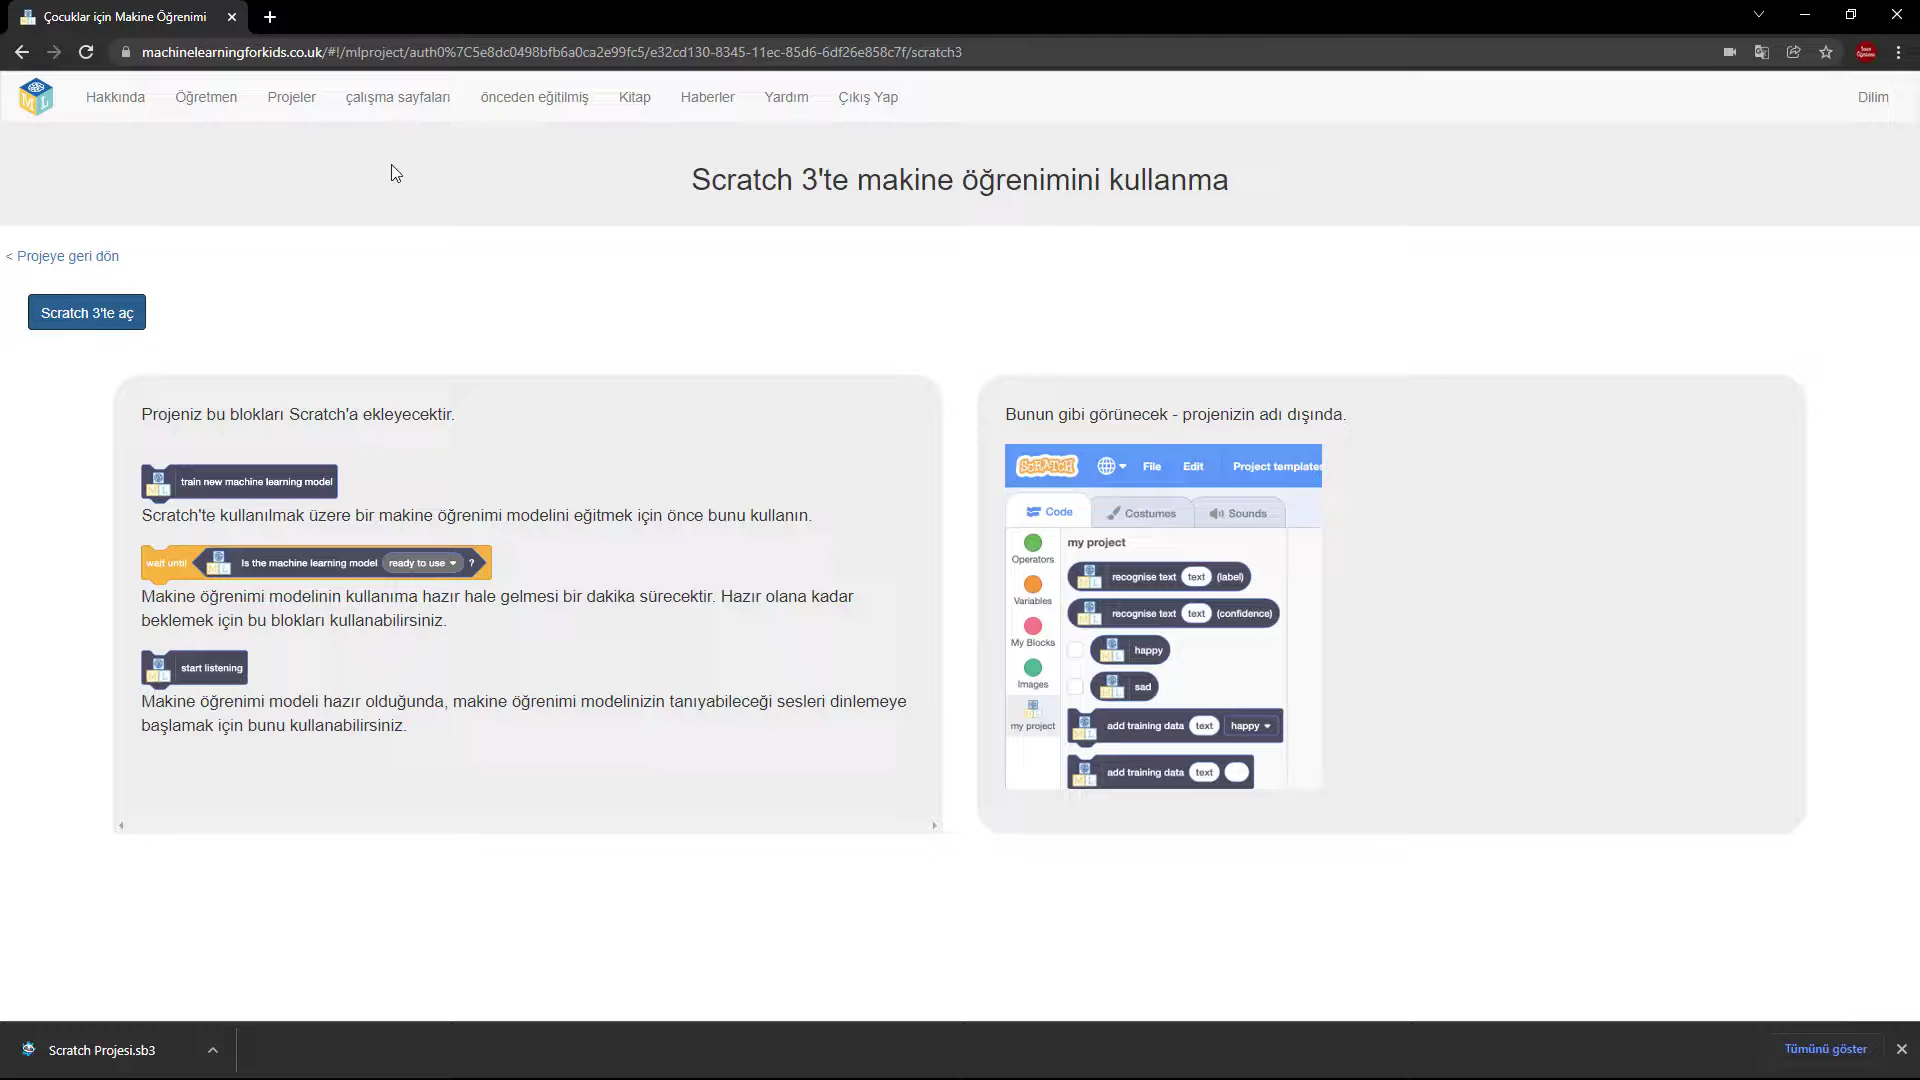 Çocuklar için Makine Öğrenimi
machinelearningforkids.co.uk/#!/mlproject/auth0%7C5e8dc0498bfb6a0ca2e99fc5/e32cd130-8345-11ec-85d6-6df26e858c7f/scratch3
Hakkında Öğretmen Projeler çalışma sayfaları önceden eğitilmiş Kitap Haberler Yardım Çıkış Yap Dilim
Scratch 3'te makine öğrenimini kullanma
< Projeye geri dön
Scratch 3'te aç
Projeniz bu blokları Scratch'a ekleyecektir.
train new machine learning model
Scratch'te kullanılmak üzere bir makine öğrenimi modelini eğitmek için önce bunu kullanın.
wait until Is the machine learning model ready to use ?
Makine öğrenimi modelinin kullanıma hazır hale gelmesi bir dakika sürecektir. Hazır olana kadar
beklemek için bu blokları kullanabilirsiniz.
start listening
Makine öğrenimi modeli hazır olduğunda, makine öğrenimi modelinizin tanıyabileceği sesleri dinlemeye
başlamak için bunu kullanabilirsiniz.
Bunun gibi görünecek - projenizin adı dışında.
SCRATCH File Edit Project templates
Code Costumes Sounds
Operators
Variables
My Blocks
Images
my project
my project
recognise text text (label)
recognise text text (confidence)
happy
sad
add training data text happy
add training data text
Scratch Projesi.sb3
Tümünü göster